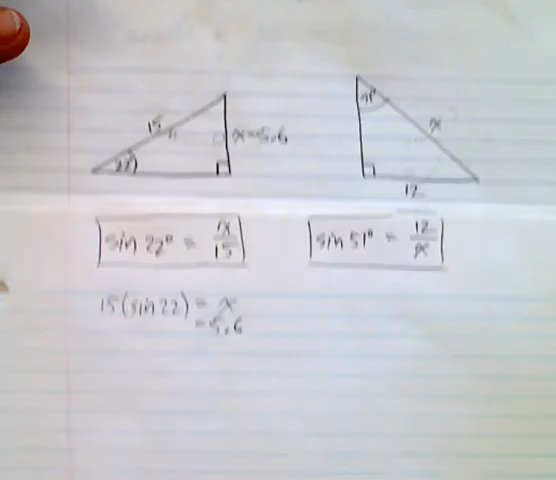 15
22°
x=5.6
51°
x
12
sin 22° = x/15
sin 51° = 12/x
15(sin 22) = x
= 5.6